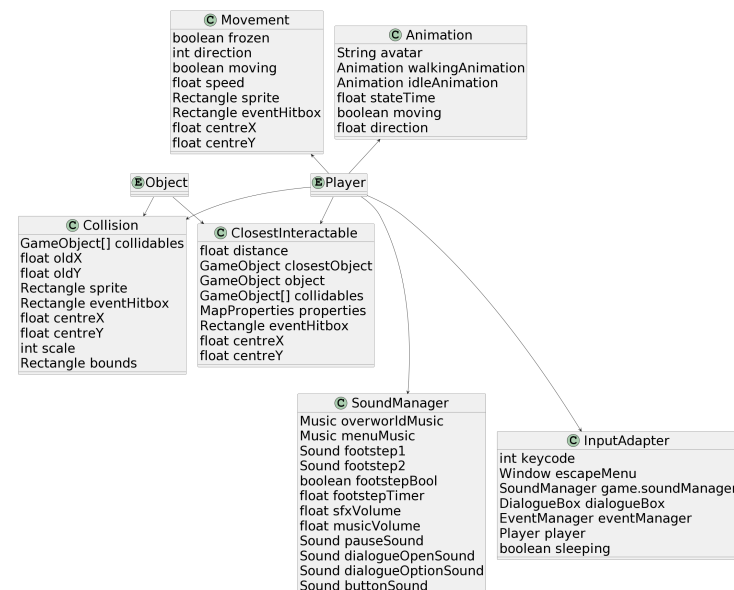 C Movement
boolean frozen
int direction
boolean moving
float speed
Rectangle sprite
Rectangle eventHitbox
float centreX
float centreY
C Animation
String avatar
Animation walkingAnimation
Animation idleAnimation
float stateTime
boolean moving
float direction
E Object
E Player
C Collision
GameObject[] collidables
float oldX
float oldY
Rectangle sprite
Rectangle eventHitbox
float centreX
float centreY
int scale
Rectangle bounds
C ClosestInteractable
float distance
GameObject closestObject
GameObject object
GameObject[] collidables
MapProperties properties
Rectangle eventHitbox
float centreX
float centreY
C SoundManager
Music overworldMusic
Music menuMusic
Sound footstep1
Sound footstep2
boolean footstepBool
float footstepTimer
float sfxVolume
float musicVolume
Sound pauseSound
Sound dialogueOpenSound
Sound dialogueOptionSound
Sound buttonSound
C InputAdapter
int keycode
Window escapeMenu
SoundManager game.soundManager
DialogueBox dialogueBox
EventManager eventManager
Player player
boolean sleeping